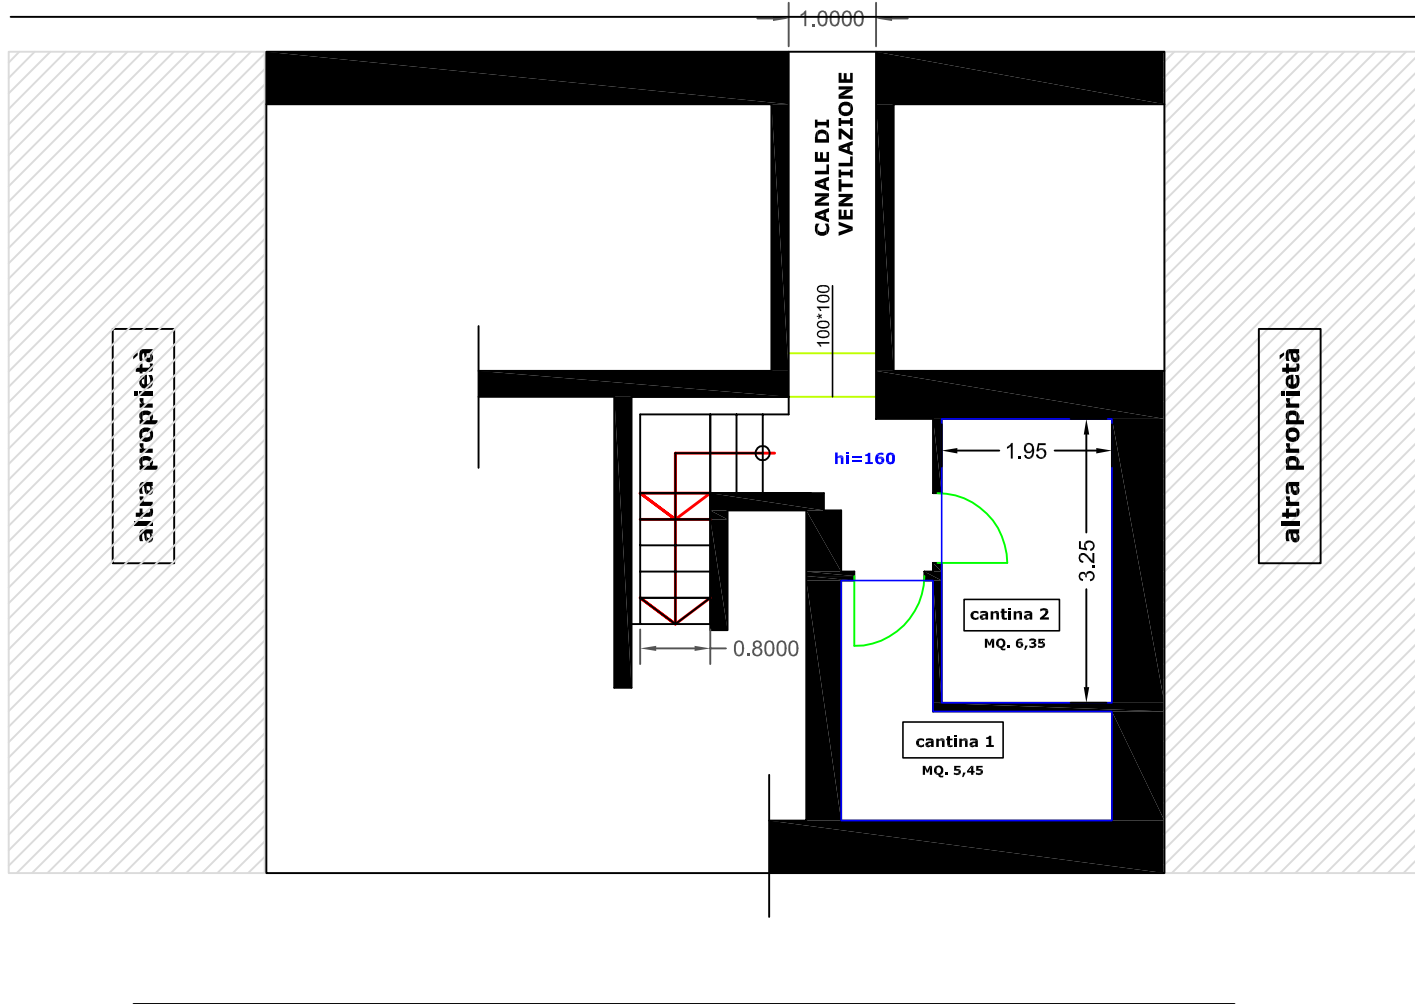 1.0000
CANALE DI
VENTILAZIONE
100*100
altra proprietà
altra proprietà
hi=160
1.95
3.25
cantina 2
MQ. 6,35
0.8000
cantina 1
MQ. 5,45